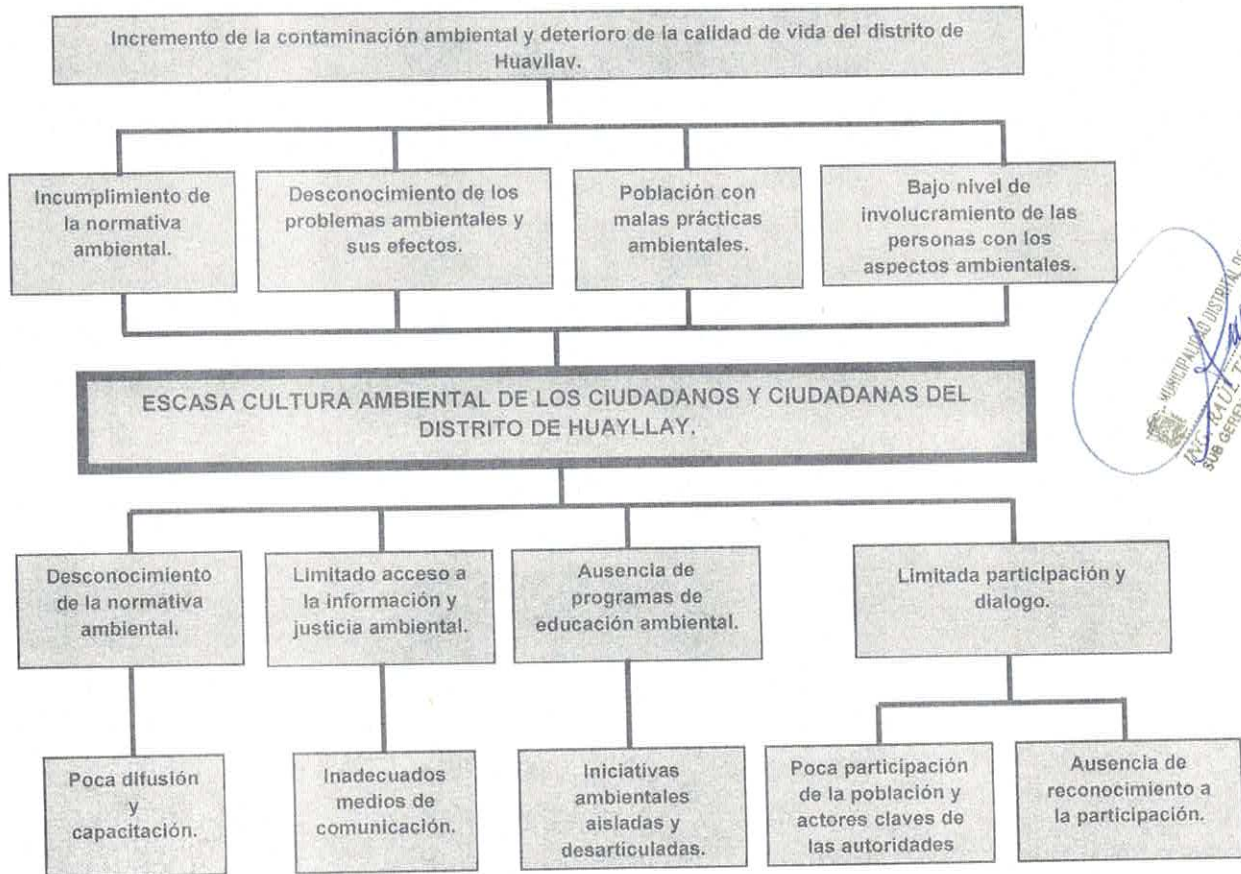 Incremento de la contaminación ambiental y deterioro de la calidad de vida del distrito de
Huayllay.
Incumplimiento de
la normativa
ambiental.
Desconocimiento de los
problemas ambientales y
sus efectos.
Población con
malas prácticas
ambientales.
Bajo nivel de
involucramiento de las
personas con los
aspectos ambientales.
MUNICIPALIDAD DISTRITAL DE
ING. RAÚL
SUB GEREN
ESCASA CULTURA AMBIENTAL DE LOS CIUDADANOS Y CIUDADANAS DEL
DISTRITO DE HUAYLLAY.
Desconocimiento
de la normativa
ambiental.
Limitado acceso a
la información y
justicia ambiental.
Ausencia de
programas de
educación ambiental.
Limitada participación y
dialogo.
Poca difusión
y
capacitación.
Inadecuados
medios de
comunicación.
Iniciativas
ambientales
aisladas y
desarticuladas.
Poca participación
de la población y
actores claves de
las autoridades
Ausencia de
reconocimiento a
la participación.